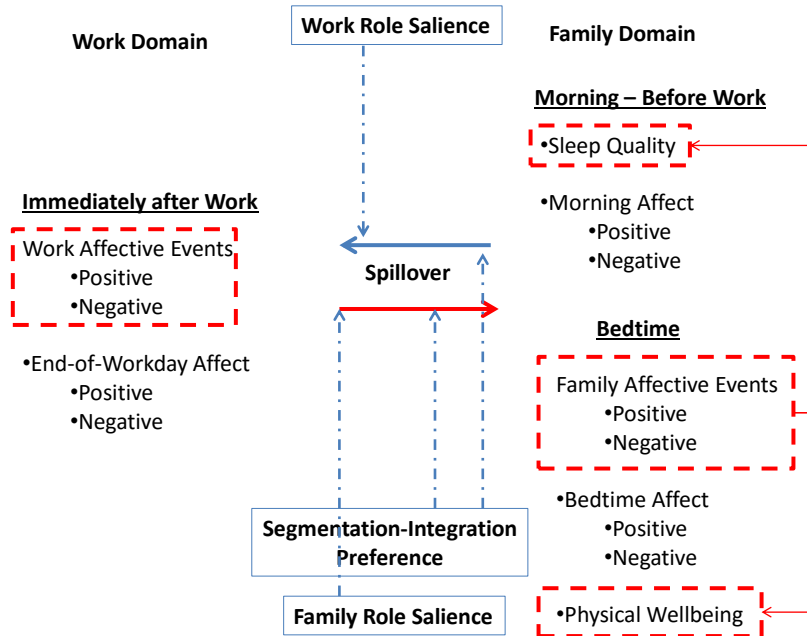 Work Domain
Work Role Salience
Family Domain
Morning – Before Work
•Sleep Quality
•Morning Affect
•Positive
•Negative
Immediately after Work
Work Affective Events
•Positive
•Negative
•End-of-Workday Affect
•Positive
•Negative
Spillover
Bedtime
Family Affective Events
•Positive
•Negative
•Bedtime Affect
•Positive
•Negative
•Physical Wellbeing
Segmentation-Integration
Preference
Family Role Salience